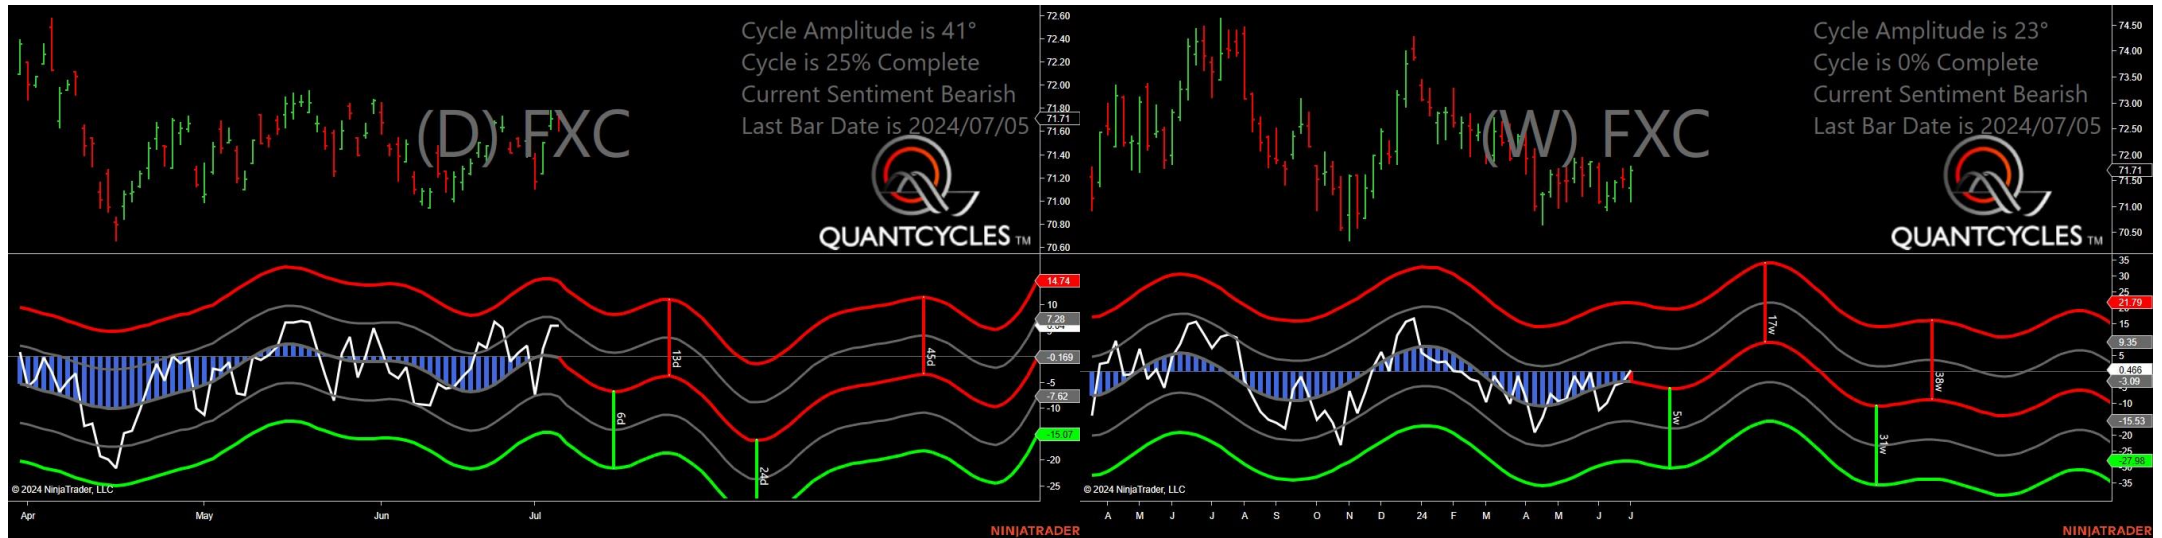 Cycle Amplitude is 41°
Cycle is 25% Complete
Current Sentiment Bearish
Last Bar Date is 2024/07/05
(D) FXC
QUANTCYCLES TM
72.60
72.40
72.20
72.00
71.80
71.71
71.60
71.40
71.20
71.00
70.80
70.60
14.74
10
7.28
-0.169
-5
-7.62
-10
-15.07
-20
-25
6d
13d
24d
45d
© 2024 NinjaTrader, LLC
Apr May Jun Jul
NINJATRADER
Cycle Amplitude is 23°
Cycle is 0% Complete
Current Sentiment Bearish
Last Bar Date is 2024/07/05
(W) FXC
QUANTCYCLES TM
74.50
74.00
73.50
73.00
72.50
72.00
71.71
71.50
71.00
70.50
35
30
25
21.79
15
9.35
5
0.466
-3.09
-10
-15.53
-20
-25
-27.98
-35
5w
17w
31w
38w
© 2024 NinjaTrader, LLC
A M J J A S O N D 24 F M A M J J
NINJATRADER